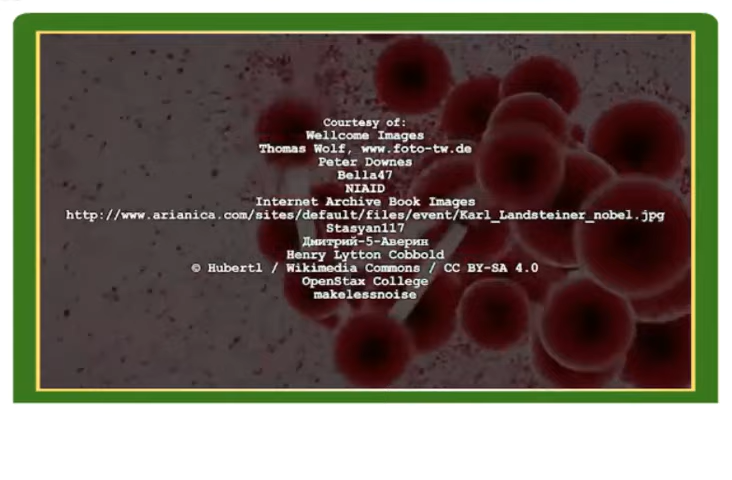 Courtesy of:
Wellcome Images
Thomas Wolf, www.foto-tw.de
Peter Downes
Bella47
NIAID
Internet Archive Book Images
http://www.arianica.com/sites/default/files/event/Karl_Landsteiner_nobel.jpg
Stasyan117
Дмитрий-5-Аверин
Henry Lytton Cobbold
© Hubertl / Wikimedia Commons / CC BY-SA 4.0
OpenStax College
makelessnoise